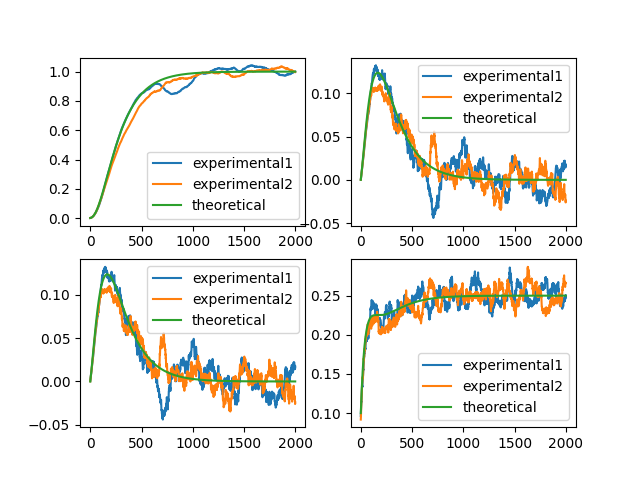 1.0
0.8
0.6
0.4
0.2
0.0
experimental1
experimental2
theoretical
0 500 1000 1500 2000
0.10
0.05
0.00
−0.05
experimental1
experimental2
theoretical
0 500 1000 1500 2000
0.10
0.05
0.00
−0.05
experimental1
experimental2
theoretical
0 500 1000 1500 2000
0.25
0.20
0.15
0.10
experimental1
experimental2
theoretical
0 500 1000 1500 2000